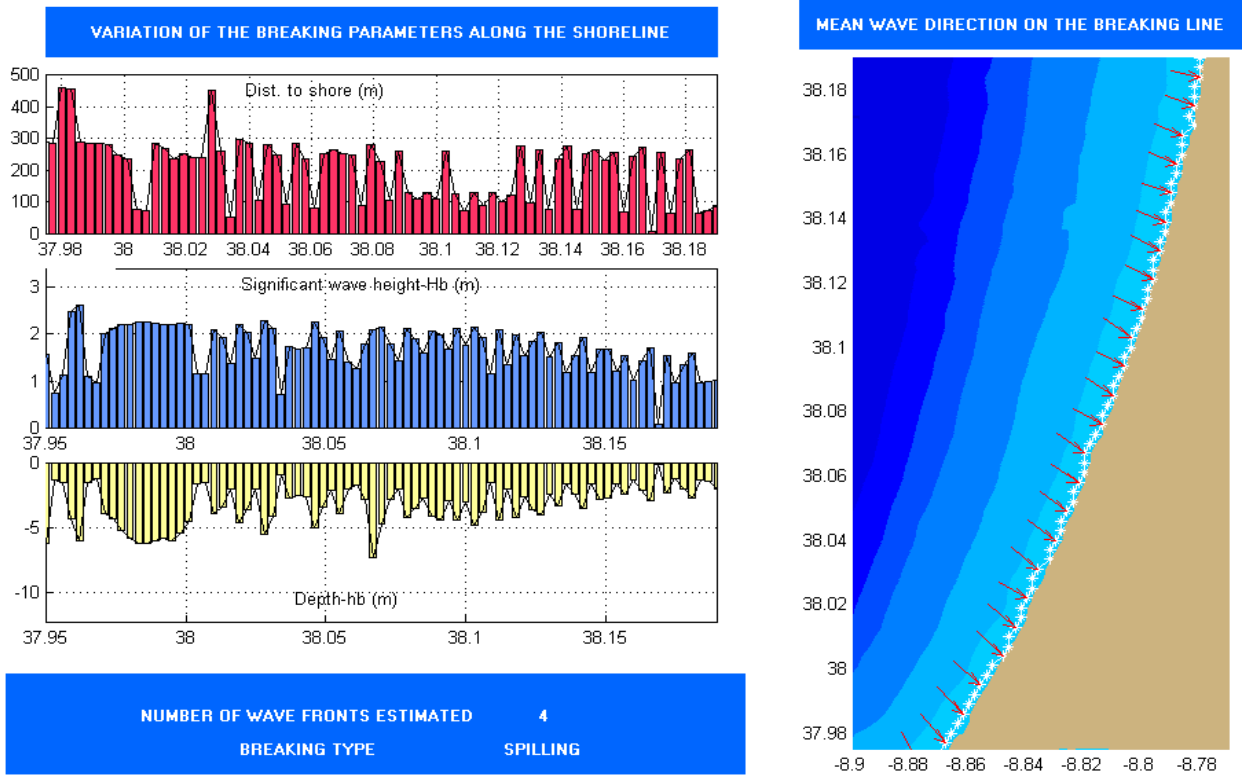 VARIATION OF THE BREAKING PARAMETERS ALONG THE SHORELINE
500
400
300
200
100
0
Dist. to shore (m)
37.98 38 38.02 38.04 38.06 38.08 38.1 38.12 38.14 38.16 38.18
3
2
1
0
Significant wave height-Hb (m)
37.95 38 38.05 38.1 38.15
0
-5
-10
Depth-hb (m)
37.95 38 38.05 38.1 38.15
NUMBER OF WAVE FRONTS ESTIMATED 4
BREAKING TYPE SPILLING
MEAN WAVE DIRECTION ON THE BREAKING LINE
38.18
38.16
38.14
38.12
38.1
38.08
38.06
38.04
38.02
38
37.98
-8.9 -8.88 -8.86 -8.84 -8.82 -8.8 -8.78